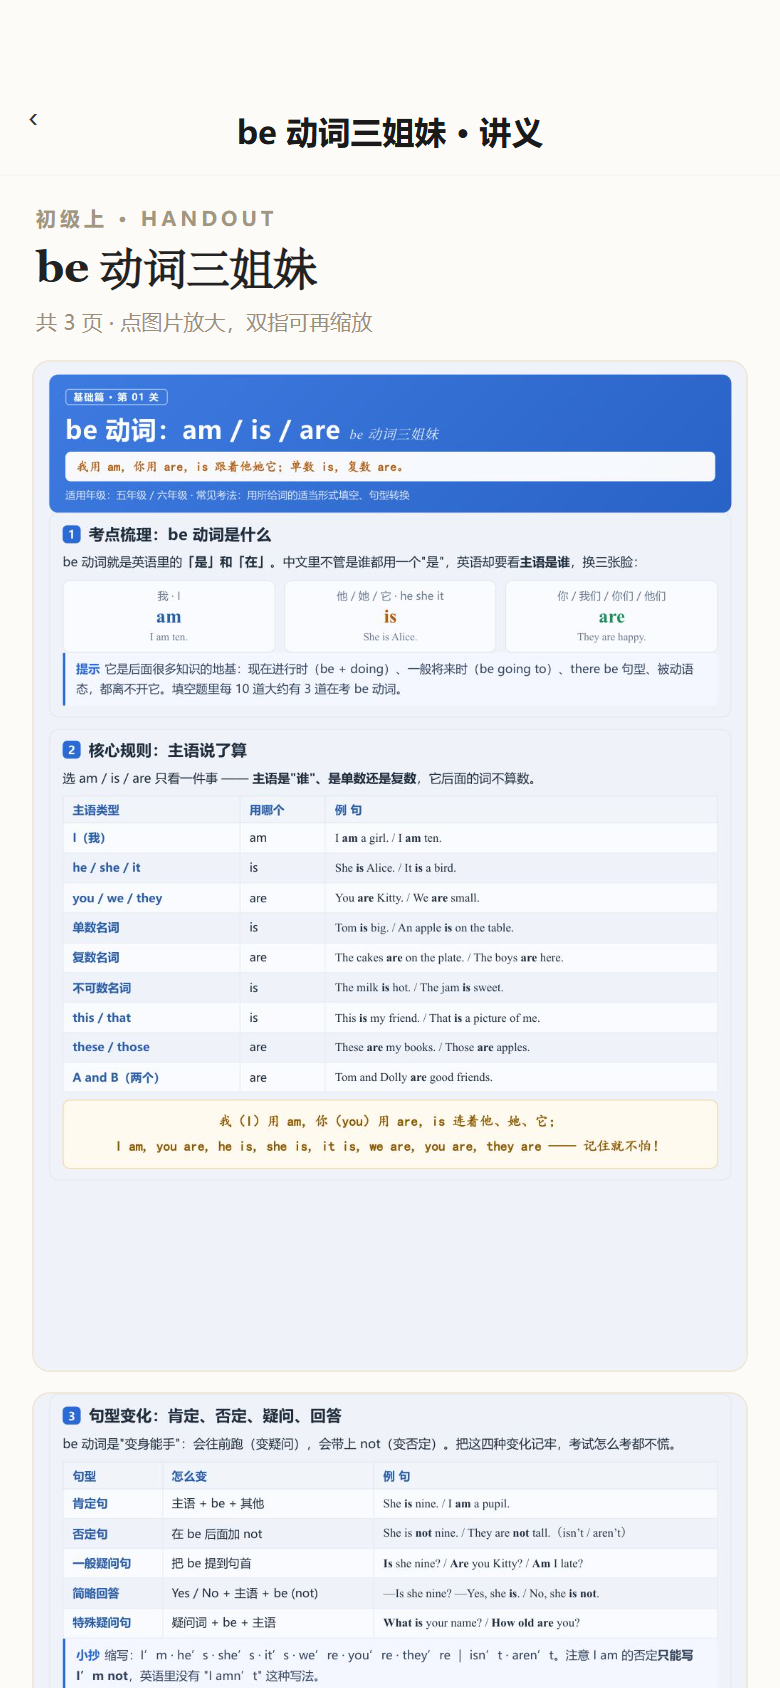 ‹
be 动词三姐妹 • 讲义
初级上 • HANDOUT
be 动词三姐妹
共 3 页 · 点图片放大，双指可再缩放
基础篇 · 第 01 关
be 动词：am / is / are be 动词三姐妹
我用 am, 你用 are, is 跟着他她它；单数 is, 复数 are。
适用年级：五年级 / 六年级 · 常见考法：用所给词的适当形式填空、句型转换
1 考点梳理：be 动词是什么
be 动词就是英语里的「是」和「在」。中文里不管是谁都用一个"是"，英语却要看主语是谁，换三张脸：
我 · I
am
I am ten.
他 / 她 / 它 · he she it
is
She is Alice.
你 / 我们 / 你们 / 他们
are
They are happy.
提示 它是后面很多知识的地基：现在进行时（be + doing）、一般将来时（be going to）、there be 句型、被动语
态，都离不开它。填空题里每 10 道大约有 3 道在考 be 动词。
2 核心规则：主语说了算
选 am / is / are 只看一件事 —— 主语是"谁"、是单数还是复数，它后面的词不算数。
主语类型 用哪个 例 句
I（我） am I am a girl. / I am ten.
he / she / it is She is Alice. / It is a bird.
you / we / they are You are Kitty. / We are small.
单数名词 is Tom is big. / An apple is on the table.
复数名词 are The cakes are on the plate. / The boys are here.
不可数名词 is The milk is hot. / The jam is sweet.
this / that is This is my friend. / That is a picture of me.
these / those are These are my books. / Those are apples.
A and B（两个） are Tom and Dolly are good friends.
我（I）用 am, 你（you）用 are, is 连着他、她、它；
I am, you are, he is, she is, it is, we are, you are, they are —— 记住就不怕！
3 句型变化：肯定、否定、疑问、回答
be 动词是"变身能手"：会往前跑（变疑问），会带上 not（变否定）。把这四种变化记牢，考试怎么考都不慌。
句型 怎么变 例 句
肯定句 主语 + be + 其他 She is nine. / I am a pupil.
否定句 在 be 后面加 not She is not nine. / They are not tall.（isn't / aren't）
一般疑问句 把 be 提到句首 Is she nine? / Are you Kitty? / Am I late?
简略回答 Yes / No + 主语 + be (not) —Is she nine? —Yes, she is. / No, she is not.
特殊疑问句 疑问词 + be + 主语 What is your name? / How old are you?
小抄 缩写：I’m · he’s · she’s · it’s · we’re · you’re · they’re | isn’t · aren’t。注意 I am 的否定只能写
I’m not，英语里没有 "I amn’t" 这种写法。